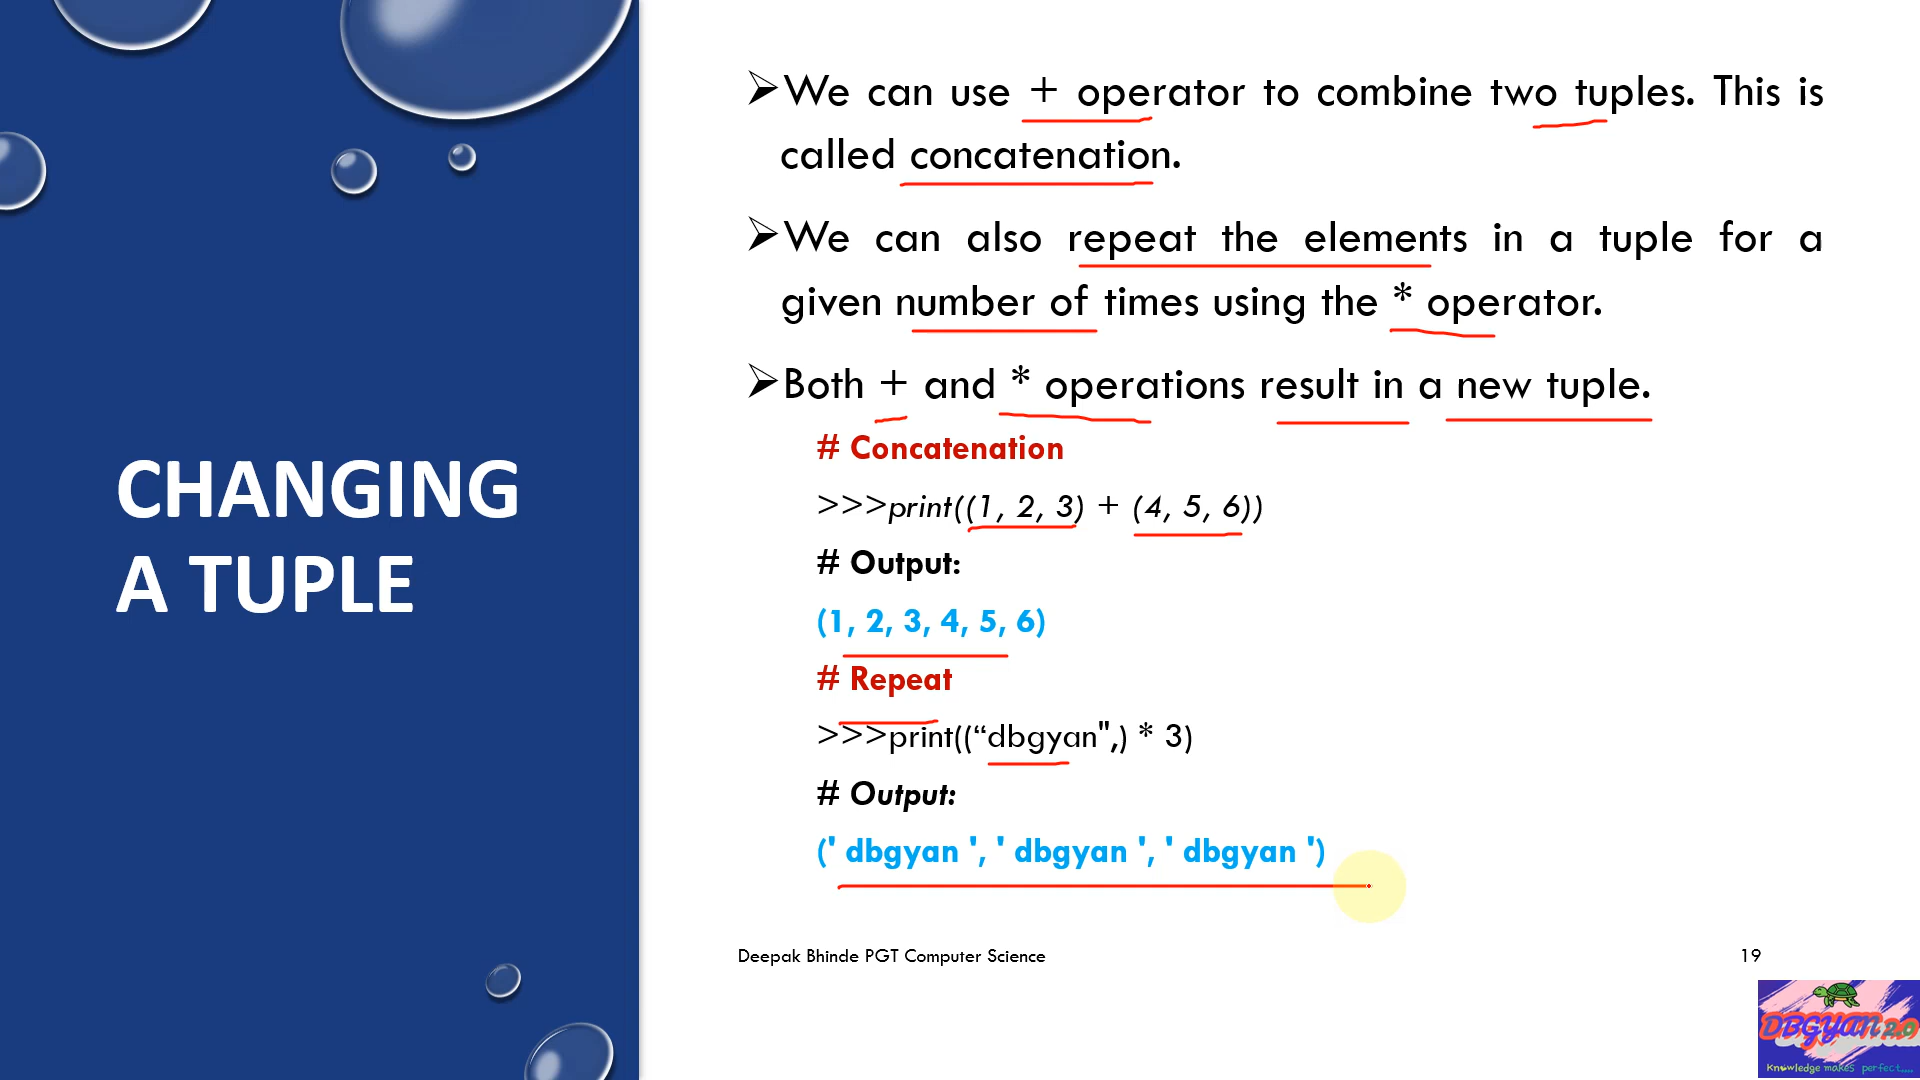 CHANGING
A TUPLE
➢We can use + operator to combine two tuples. This is
called concatenation.
➢We can also repeat the elements in a tuple for a
given number of times using the * operator.
➢Both + and * operations result in a new tuple.
# Concatenation
>>>print((1, 2, 3) + (4, 5, 6))
# Output:
(1, 2, 3, 4, 5, 6)
# Repeat
>>>print((“dbgyan",) * 3)
# Output:
(' dbgyan ', ' dbgyan ', ' dbgyan ')
Deepak Bhinde PGT Computer Science
19
DBGYAN 2.0
Knowledge makes perfect....